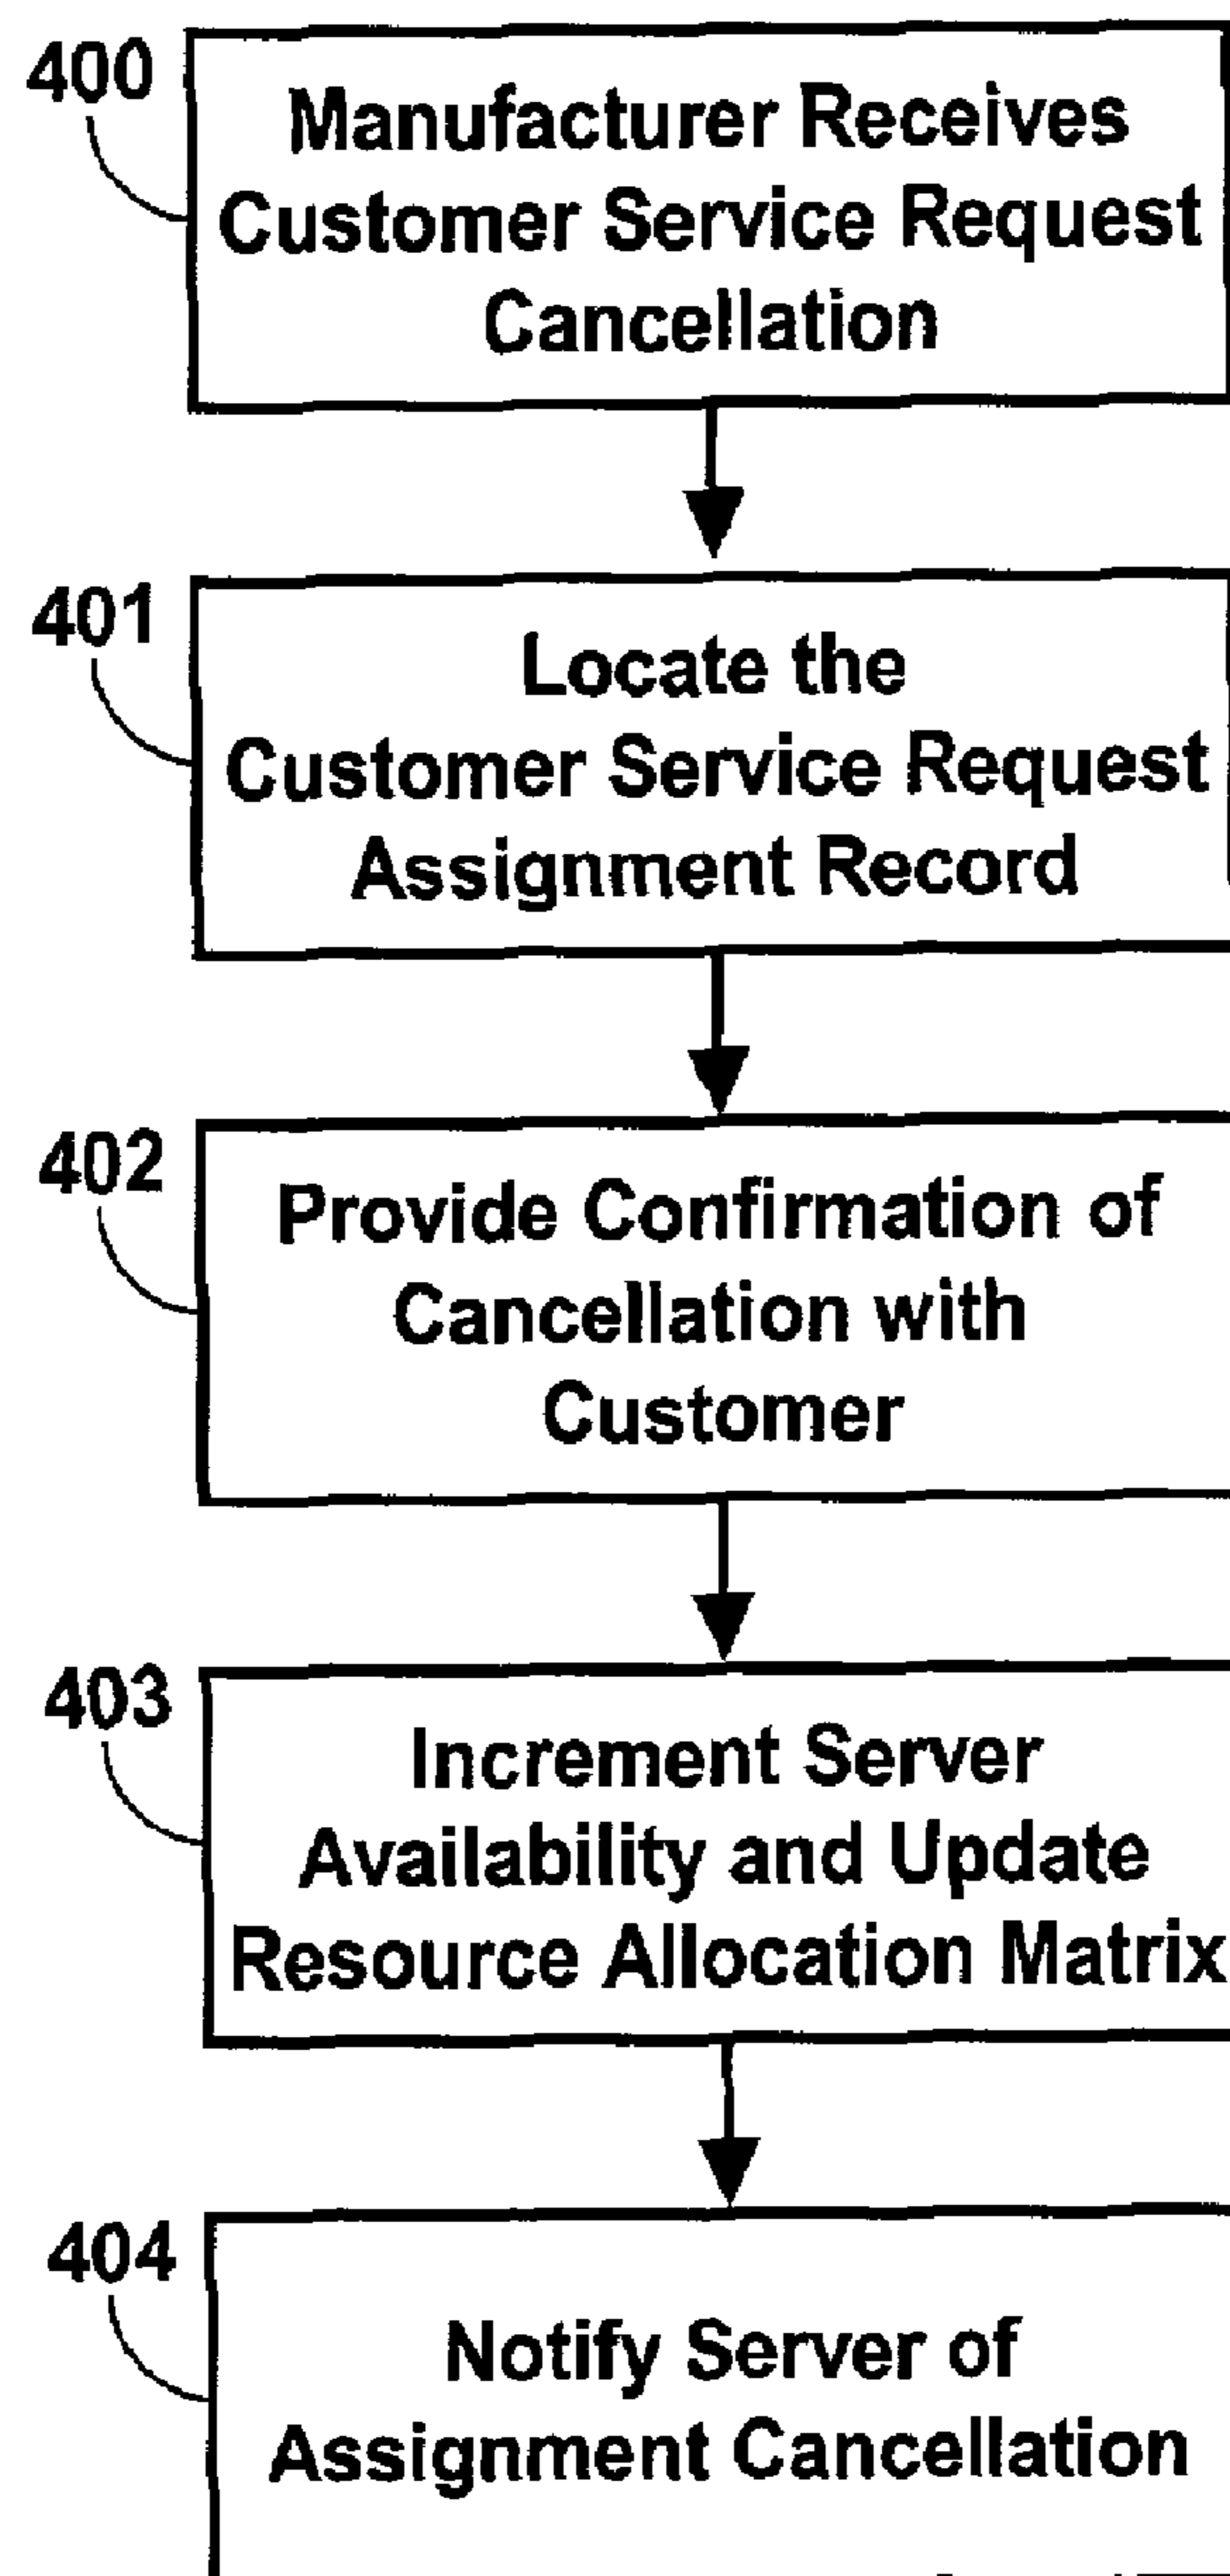 400
Manufacturer Receives
Customer Service Request
Cancellation
401
Locate the
Customer Service Request
Assignment Record
402
Provide Confirmation of
Cancellation with
Customer
403
Increment Server
Availability and Update
Resource Allocation Matrix
404
Notify Server of
Assignment Cancellation